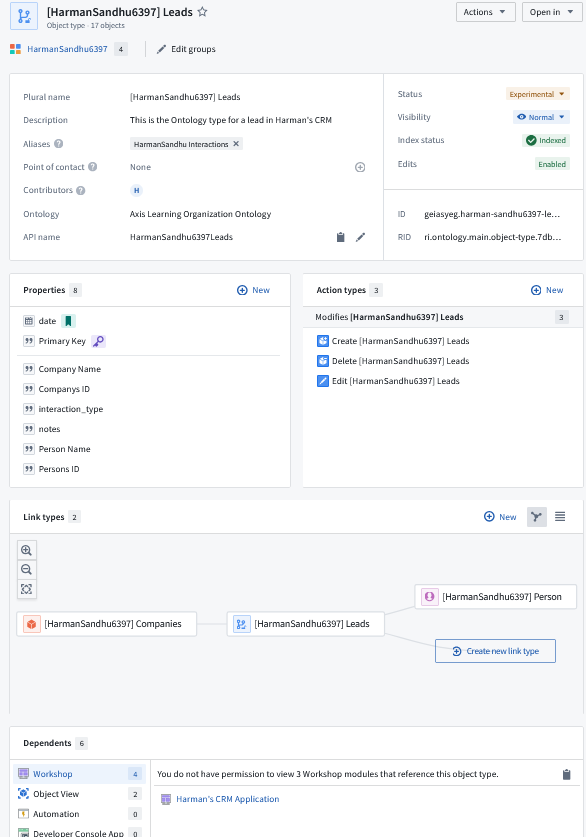 [HarmanSandhu6397] Leads
Object type · 17 objects
Actions
Open in
HarmanSandhu6397 4
Edit groups
Plural name [HarmanSandhu6397] Leads
Description This is the Ontology type for a lead in Harman's CRM
Aliases HarmanSandhu Interactions
Point of contact None
Contributors H
Ontology Axis Learning Organization Ontology
API name HarmanSandhu6397Leads
Status Experimental
Visibility Normal
Index status Indexed
Edits Enabled
ID geiasyeg.harman-sandhu6397-le...
RID ri.ontology.main.object-type.7db...
Properties 8
New
date
Primary Key
Company Name
Companys ID
interaction_type
notes
Person Name
Persons ID
Action types 3
New
Modifies [HarmanSandhu6397] Leads 3
Create [HarmanSandhu6397] Leads
Delete [HarmanSandhu6397] Leads
Edit [HarmanSandhu6397] Leads
Link types 2
New
[HarmanSandhu6397] Person
[HarmanSandhu6397] Companies
[HarmanSandhu6397] Leads
Create new link type
Dependents 6
Workshop 4
Object View 2
Automation 0
Developer Console App 0
You do not have permission to view 3 Workshop modules that reference this object type.
Harman's CRM Application